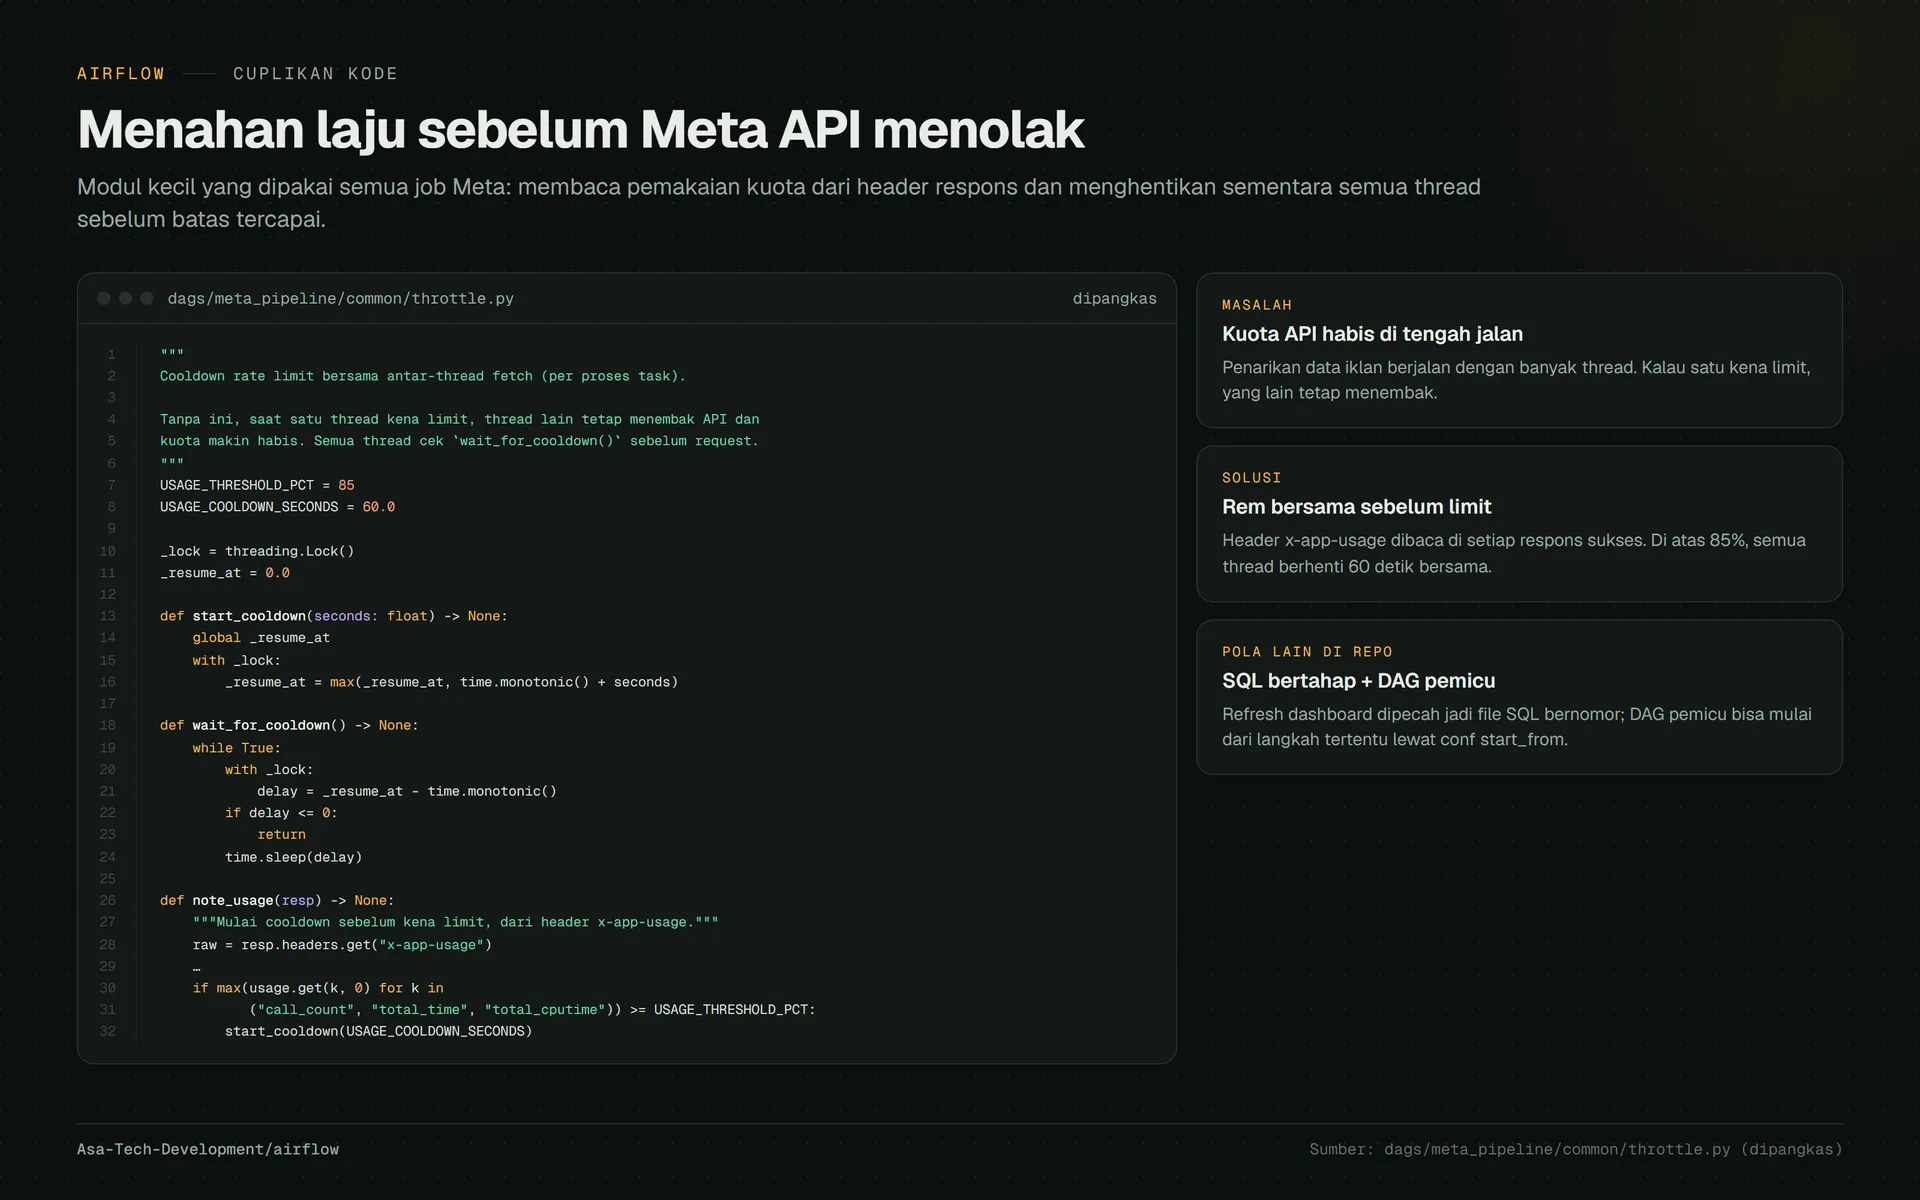 AIRFLOW CUPLIKAN KODE
Menahan laju sebelum Meta API menolak
Modul kecil yang dipakai semua job Meta: membaca pemakaian kuota dari header respons dan menghentikan sementara semua thread
sebelum batas tercapai.
dags/meta_pipeline/common/throttle.py dipangkas
1 """
2 Cooldown rate limit bersama antar-thread fetch (per proses task).
3
4 Tanpa ini, saat satu thread kena limit, thread lain tetap menembak API dan
5 kuota makin habis. Semua thread cek `wait_for_cooldown()` sebelum request.
6 """
7 USAGE_THRESHOLD_PCT = 85
8 USAGE_COOLDOWN_SECONDS = 60.0
9
10 _lock = threading.Lock()
11 _resume_at = 0.0
12
13 def start_cooldown(seconds: float) -> None:
14     global _resume_at
15     with _lock:
16         _resume_at = max(_resume_at, time.monotonic() + seconds)
17
18 def wait_for_cooldown() -> None:
19     while True:
20         with _lock:
21             delay = _resume_at - time.monotonic()
22         if delay <= 0:
23             return
24         time.sleep(delay)
25
26 def note_usage(resp) -> None:
27     """Mulai cooldown sebelum kena limit, dari header x-app-usage."""
28     raw = resp.headers.get("x-app-usage")
29     …
30     if max(usage.get(k, 0) for k in
31            ("call_count", "total_time", "total_cputime")) >= USAGE_THRESHOLD_PCT:
32         start_cooldown(USAGE_COOLDOWN_SECONDS)
MASALAH
Kuota API habis di tengah jalan
Penarikan data iklan berjalan dengan banyak thread. Kalau satu kena limit,
yang lain tetap menembak.
SOLUSI
Rem bersama sebelum limit
Header x-app-usage dibaca di setiap respons sukses. Di atas 85%, semua
thread berhenti 60 detik bersama.
POLA LAIN DI REPO
SQL bertahap + DAG pemicu
Refresh dashboard dipecah jadi file SQL bernomor; DAG pemicu bisa mulai
dari langkah tertentu lewat conf start_from.
Asa-Tech-Development/airflow
Sumber: dags/meta_pipeline/common/throttle.py (dipangkas)